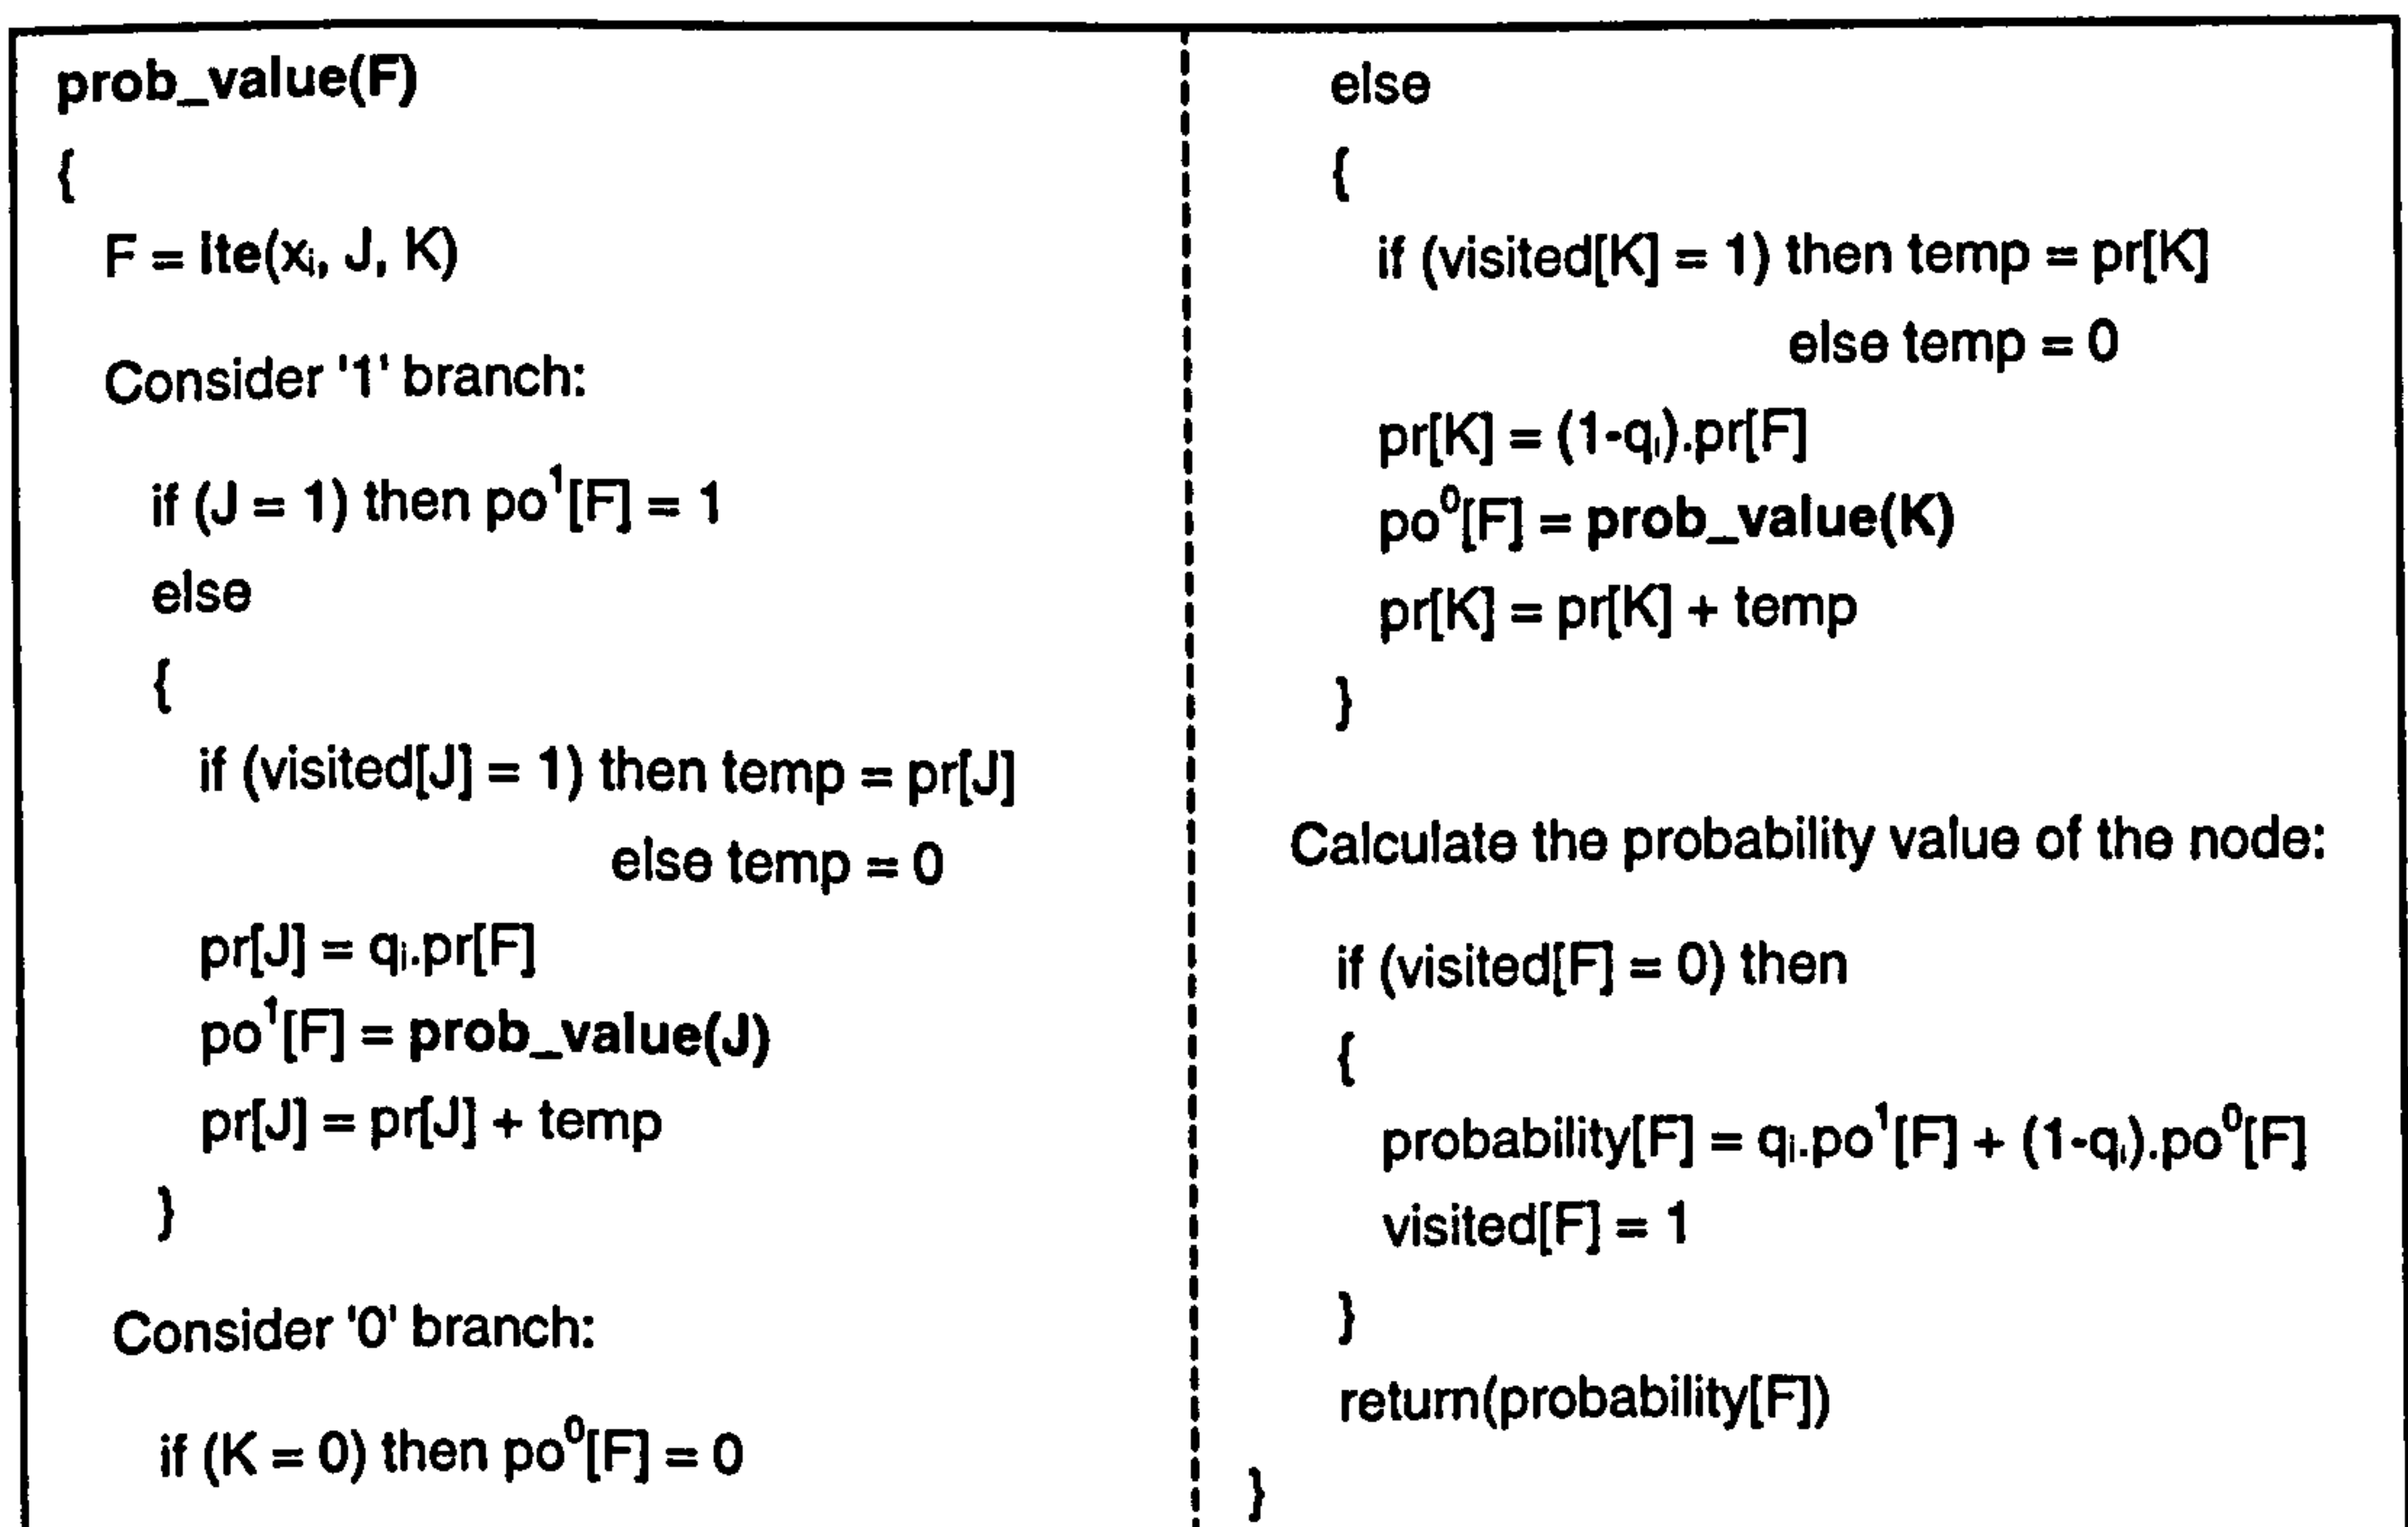 prob_value(F)
{
F = ite(xᵢ, J, K)
Consider '1' branch:
if (J = 1) then po¹[F] = 1
else
{
if (visited[J] = 1) then temp = pr[J]
else temp = 0
pr[J] = qᵢ.pr[F]
po¹[F] = prob_value(J)
pr[J] = pr[J] + temp
}
Consider '0' branch:
if (K = 0) then po⁰[F] = 0
else
{
if (visited[K] = 1) then temp = pr[K]
else temp = 0
pr[K] = (1-qᵢ).pr[F]
po⁰[F] = prob_value(K)
pr[K] = pr[K] + temp
}
Calculate the probability value of the node:
if (visited[F] = 0) then
{
probability[F] = qᵢ.po¹[F] + (1-qᵢ).po⁰[F]
visited[F] = 1
}
return(probability[F])
}